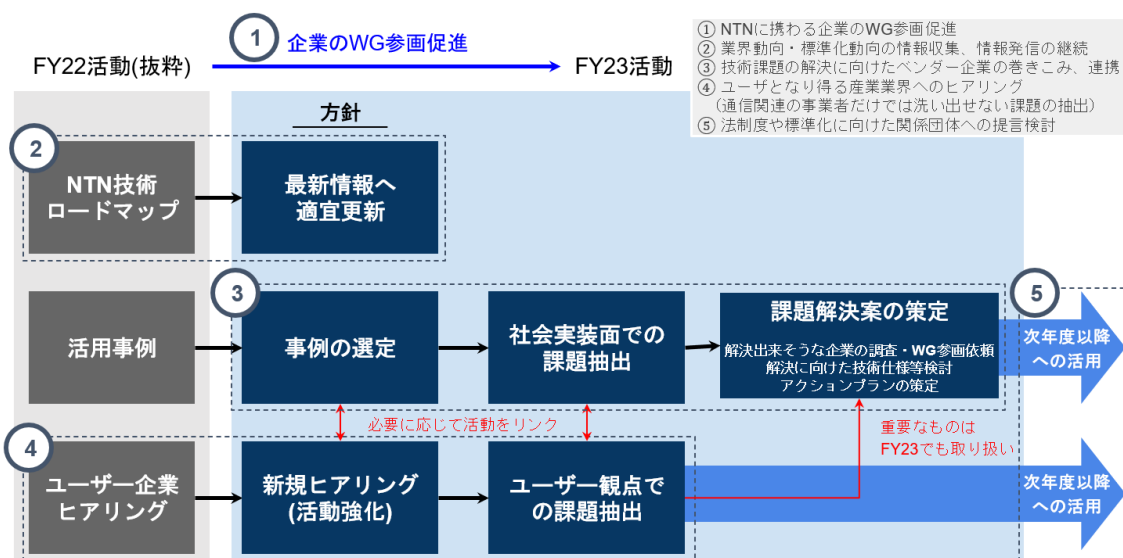 ①
企業のWG参画促進
FY22活動(抜粋)
FY23活動
① NTNに携わる企業のWG参画促進
② 業界動向・標準化動向の情報収集、情報発信の継続
③ 技術課題の解決に向けたベンダー企業の巻きこみ、連携
④ ユーザとなり得る産業業界へのヒアリング
（通信関連の事業者だけでは洗い出せない課題の抽出）
⑤ 法制度や標準化に向けた関係団体への提言検討
方針
2
NTN技術
ロードマップ
最新情報へ
適宜更新
3
5
活用事例
事例の選定
社会実装面での
課題抽出
課題解決案の策定
解決出来そうな企業の調査・WG参画依頼
解決に向けた技術仕様等検討
アクションプランの策定
次年度以降
への活用
必要に応じて活動をリンク
重要なものは
FY23でも取り扱い
4
ユーザー企業
ヒアリング
新規ヒアリング
(活動強化)
ユーザー観点で
の課題抽出
次年度以降
への活用